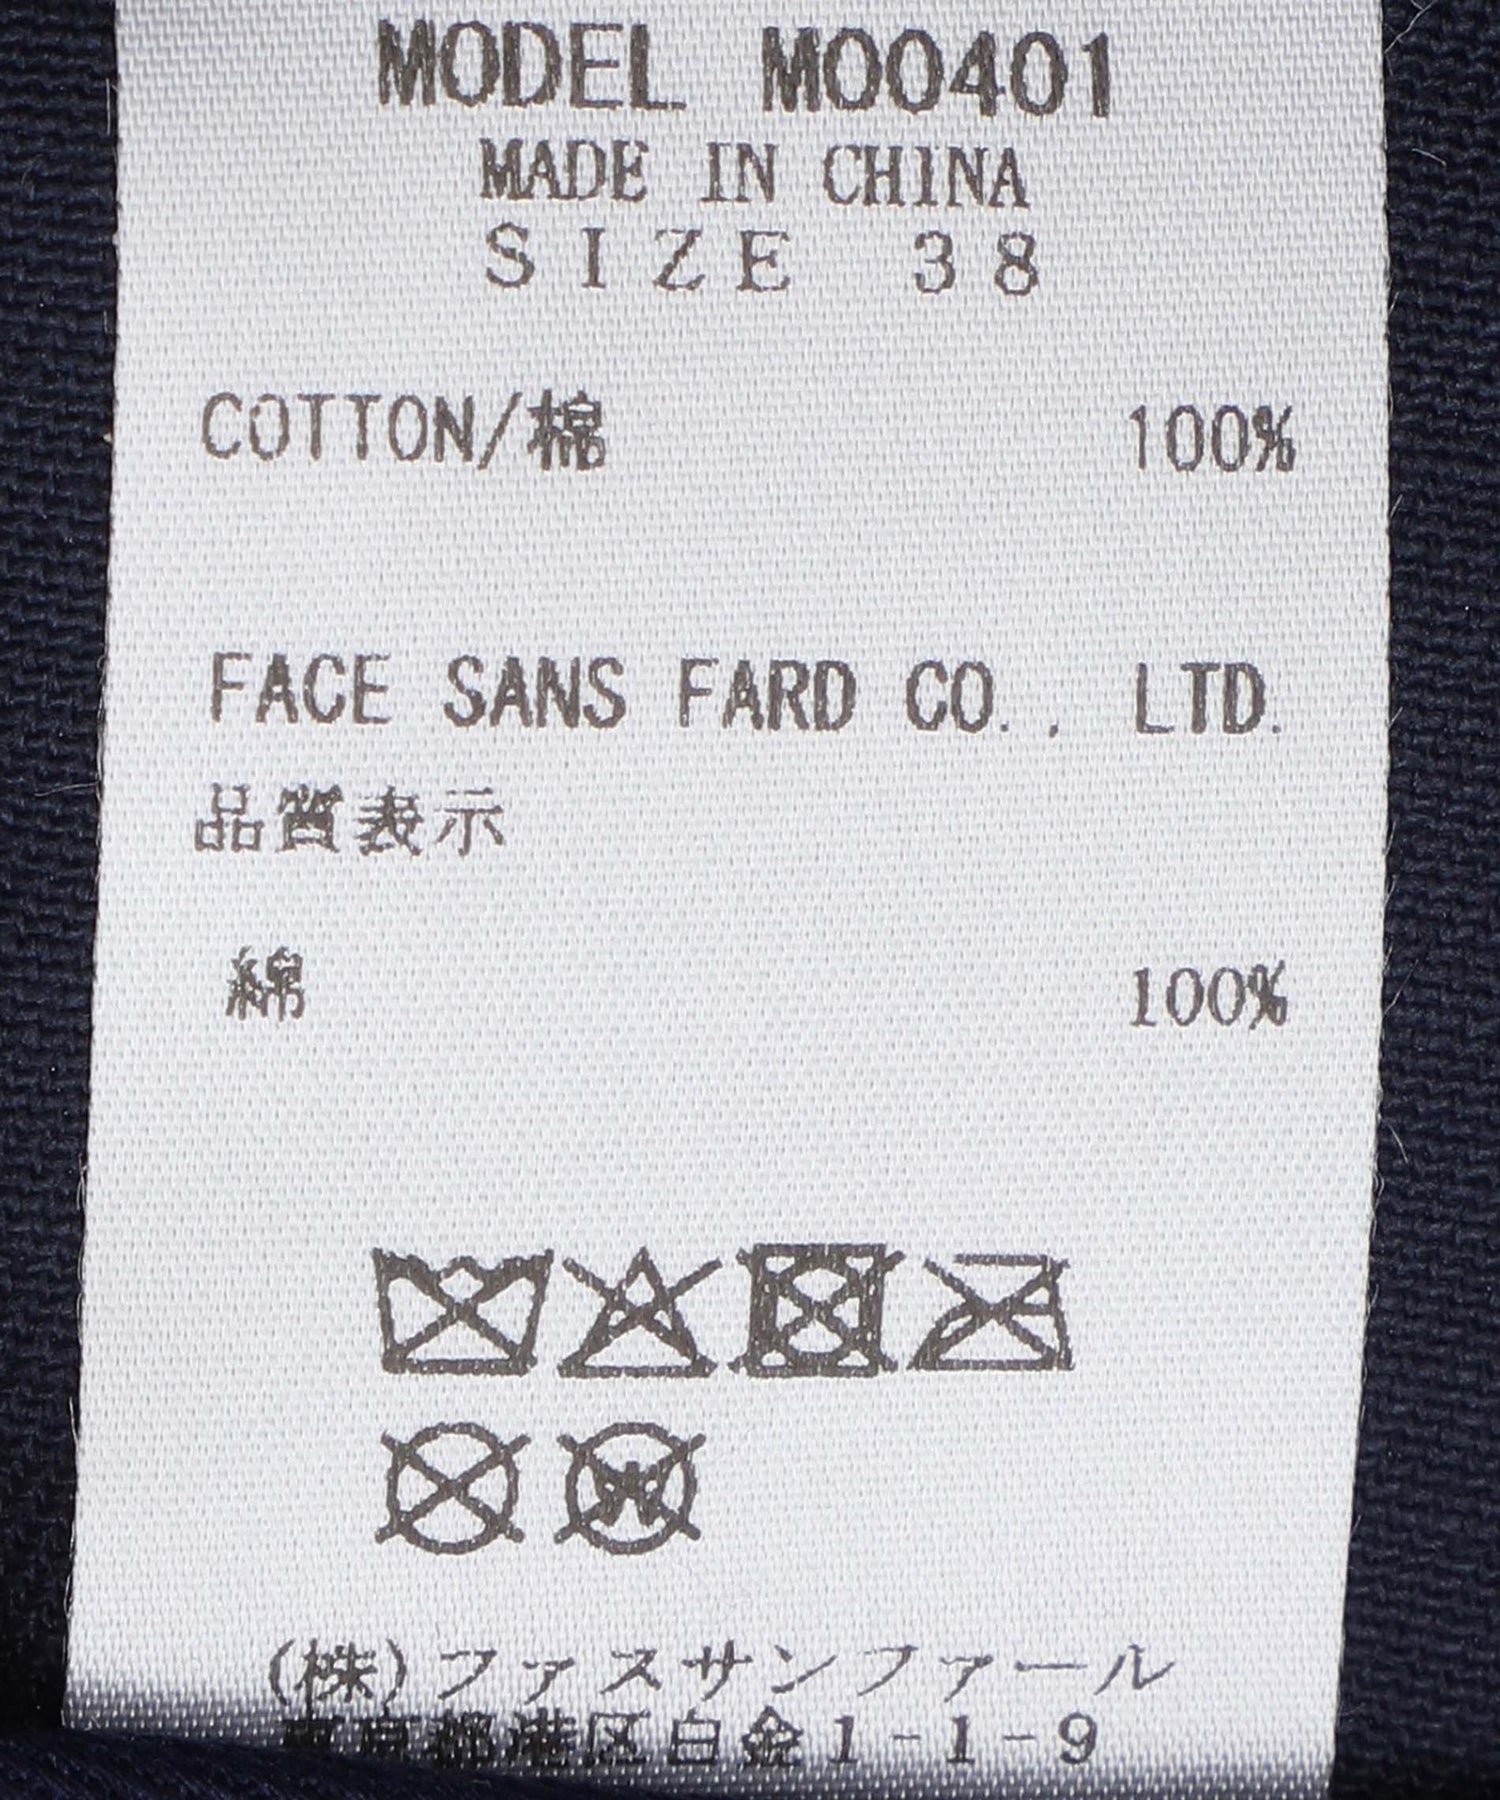 MODEL M00401
MADE IN CHINA
SIZE 38
COTTON/棉 100%
FACE SANS FARD CO., LTD.
品質表示
綿 100%
(株)ファスサンファール
東京都港区白金1-1-9